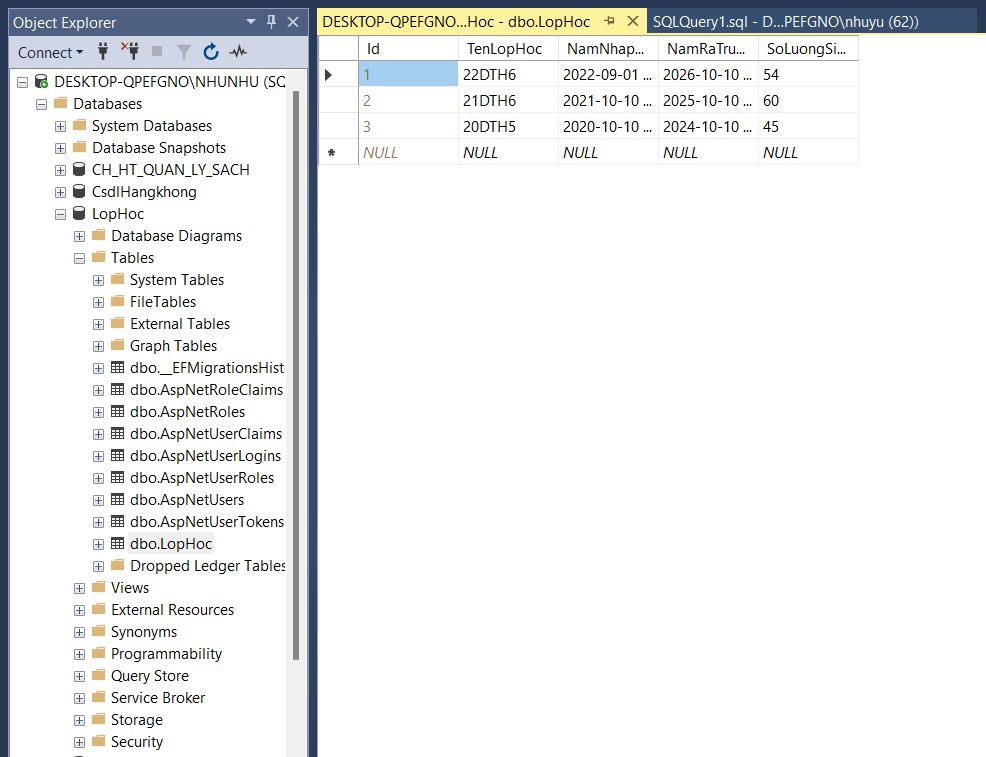 Object Explorer
Connect
DESKTOP-QPEFGNO\NHUNHU (SQ
Databases
System Databases
Database Snapshots
CH_HT_QUAN_LY_SACH
CsdlHangkhong
LopHoc
Database Diagrams
Tables
System Tables
FileTables
External Tables
Graph Tables
dbo.__EFMigrationsHist
dbo.AspNetRoleClaims
dbo.AspNetRoles
dbo.AspNetUserClaims
dbo.AspNetUserLogins
dbo.AspNetUserRoles
dbo.AspNetUsers
dbo.AspNetUserTokens
dbo.LopHoc
Dropped Ledger Tables
Views
External Resources
Synonyms
Programmability
Query Store
Service Broker
Storage
Security
DESKTOP-QPEFGNO...Hoc - dbo.LopHoc SQLQuery1.sql - D...PEFGNO\nhuyu (62))
Id TenLopHoc NamNhap... NamRaTru... SoLuongSi...
1 22DTH6 2022-09-01 ... 2026-10-10 ... 54
2 21DTH6 2021-10-10 ... 2025-10-10 ... 60
3 20DTH5 2020-10-10 ... 2024-10-10 ... 45
* NULL NULL NULL NULL NULL